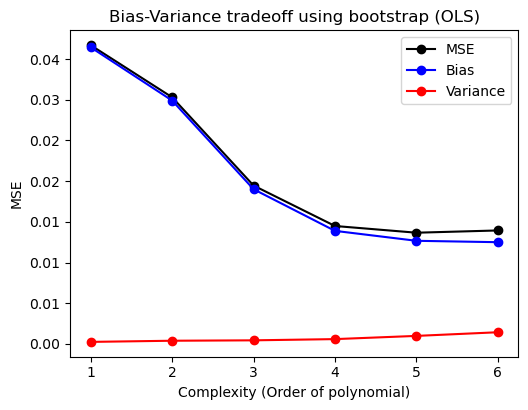 Bias-Variance tradeoff using bootstrap (OLS)
MSE
Bias
Variance
0.04
0.03
0.02
0.02
0.01
0.01
0.01
0.00
MSE
1 2 3 4 5 6
Complexity (Order of polynomial)